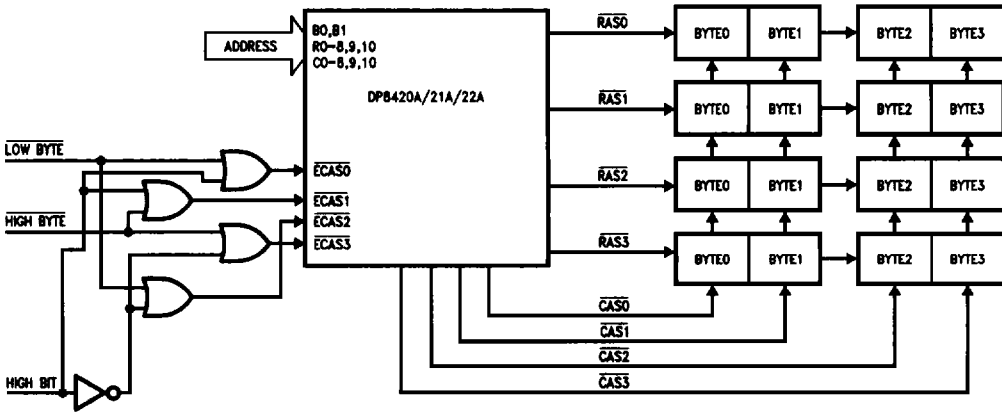 B0,B1
R0-8,9,10
C0-8,9,10
ADDRESS
DP8420A/21A/22A
RAS0
BYTE0 BYTE1 BYTE2 BYTE3
RAS1
BYTE0 BYTE1 BYTE2 BYTE3
LOW BYTE
ECAS0
RAS2
BYTE0 BYTE1 BYTE2 BYTE3
ECAS1
HIGH BYTE
ECAS2
ECAS3
RAS3
BYTE0 BYTE1 BYTE2 BYTE3
CAS0
CAS1
CAS2
HIGH BIT
CAS3